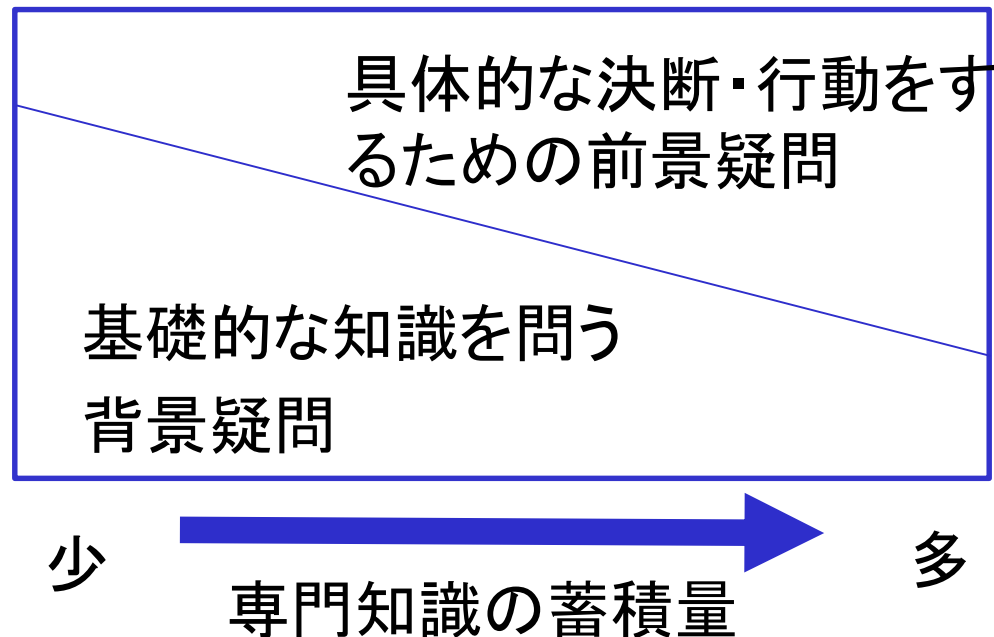 具体的な決断・行動をす
るための前景疑問
基礎的な知識を問う
背景疑問
少
多
専門知識の蓄積量